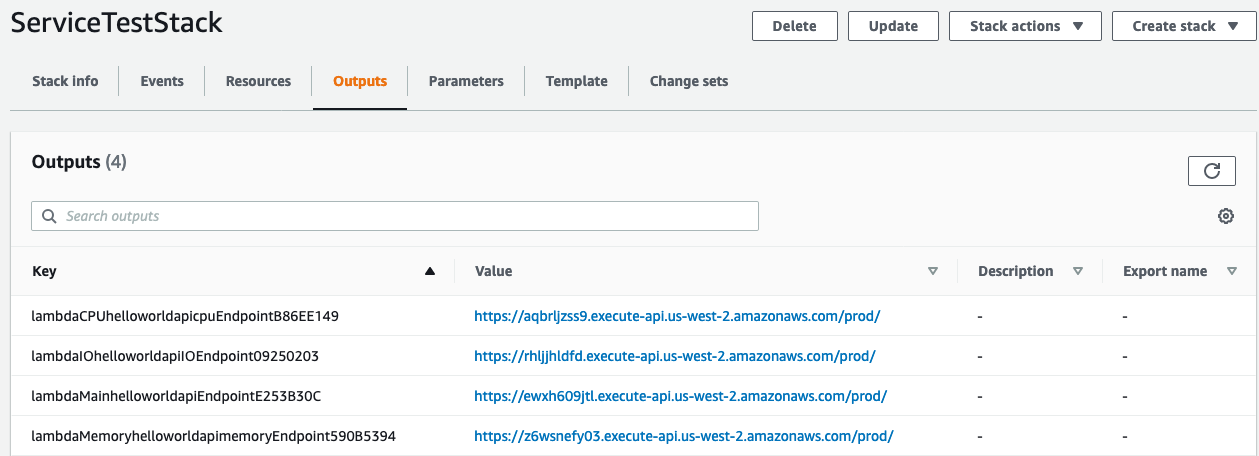 ServiceTestStack
Delete Update Stack actions Create stack
Stack info Events Resources Outputs Parameters Template Change sets
Outputs (4)
Search outputs
Key Value Description Export name
lambdaCPUhelloworldapicpuEndpointB86EE149 https://aqbrljzss9.execute-api.us-west-2.amazonaws.com/prod/ - -
lambdaIOhelloworldapiIOEndpoint09250203 https://rhljjhldfd.execute-api.us-west-2.amazonaws.com/prod/ - -
lambdaMainhelloworldapiEndpointE253B30C https://ewxh609jtl.execute-api.us-west-2.amazonaws.com/prod/ - -
lambdaMemoryhelloworldapimemoryEndpoint590B5394 https://z6wsnefy03.execute-api.us-west-2.amazonaws.com/prod/ - -